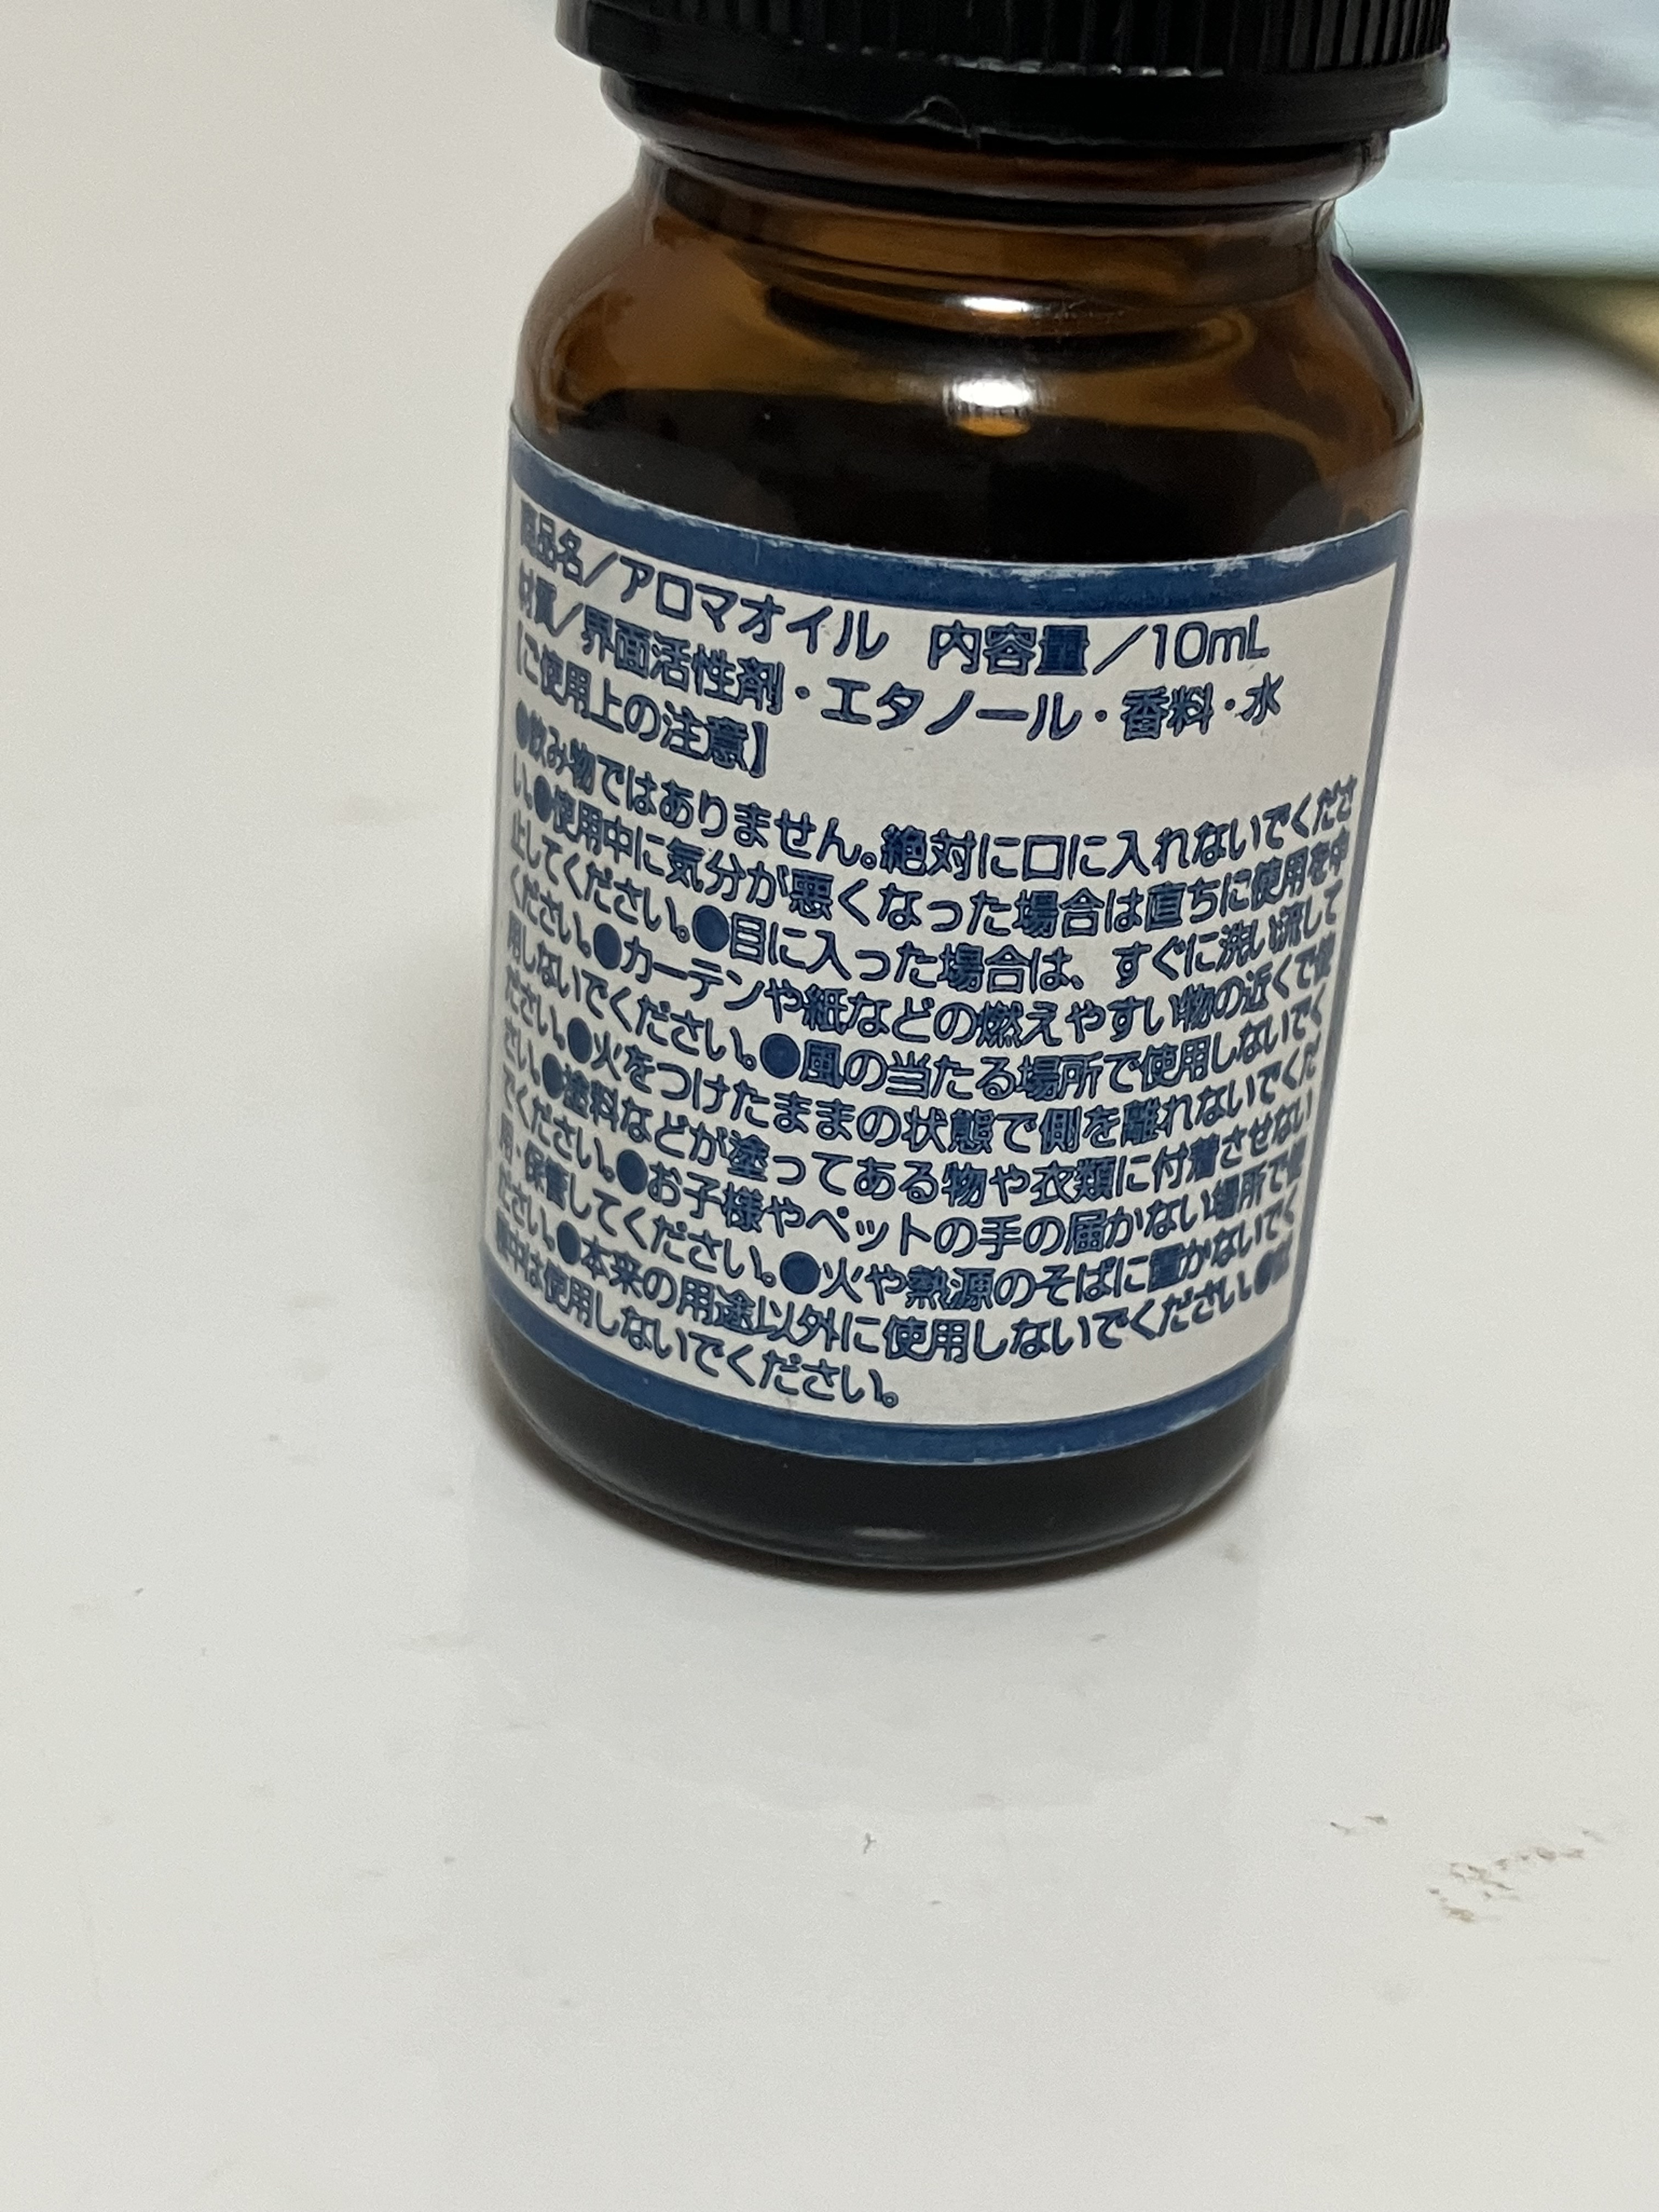 商品名／アロマオイル　内容量／10mL
材質／界面活性剤・エタノール・香料・水
【ご使用上の注意】
●飲み物ではありません。絶対に口に入れないでくださ
い。●使用中に気分が悪くなった場合は直ちに使用を中
止してください。●目に入った場合は、すぐに洗い流して
ください。●カーテンや紙などの燃えやすい物の近くで使
用しないでください。●風の当たる場所で使用しないでく
ださい。●火をつけたままの状態で側を離れないでくだ
さい。●塗料などが塗ってある物や衣類に付着させない
でください。●お子様やペットの手の届かない場所で使
用・保管してください。●火や熱源のそばに置かないでく
ださい。●本来の用途以外に使用しないでください。●
中は使用しないでください。